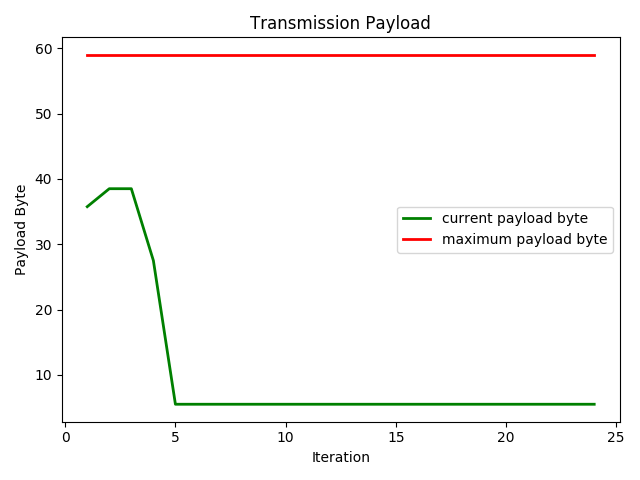 Transmission Payload
60
50
40
30
20
10
Payload Byte
current payload byte
maximum payload byte
0
5
10
15
20
25
Iteration